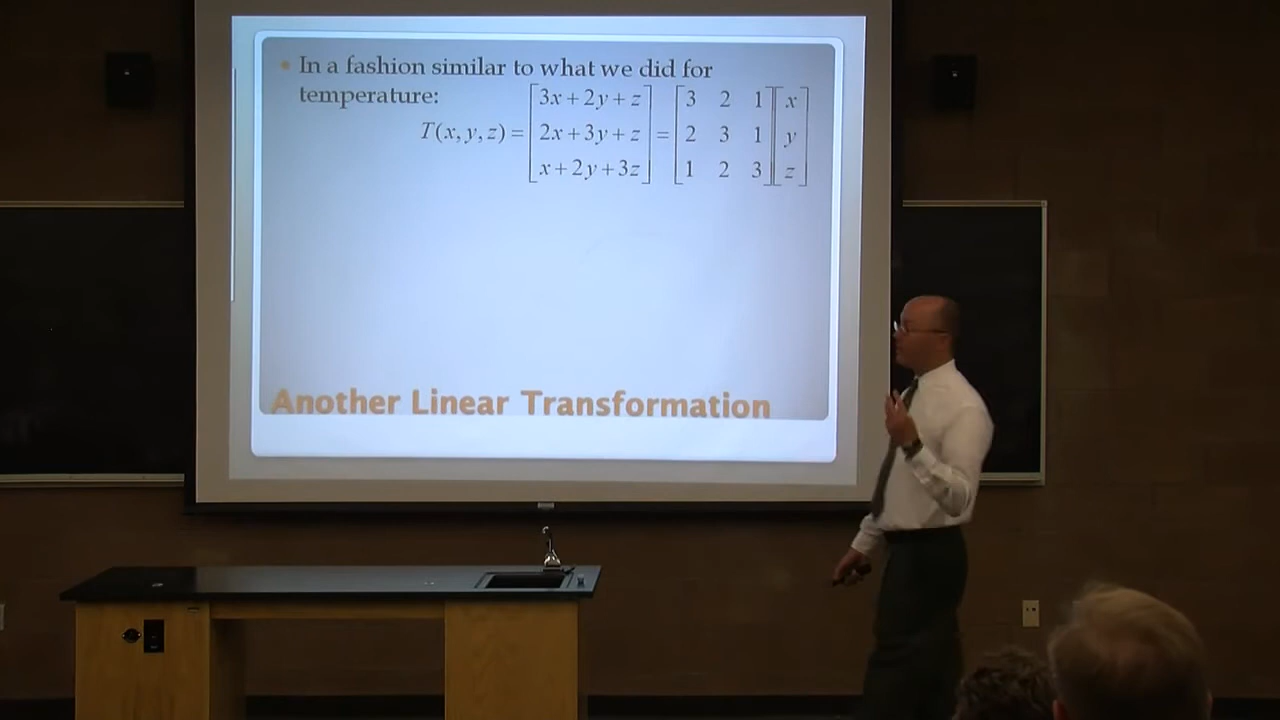 In a fashion similar to what we did for
temperature:
T(x, y, z) = [3x + 2y + z; 2x + 3y + z; x + 2y + 3z] = [3 2 1; 2 3 1; 1 2 3][x; y; z]
Another Linear Transformation